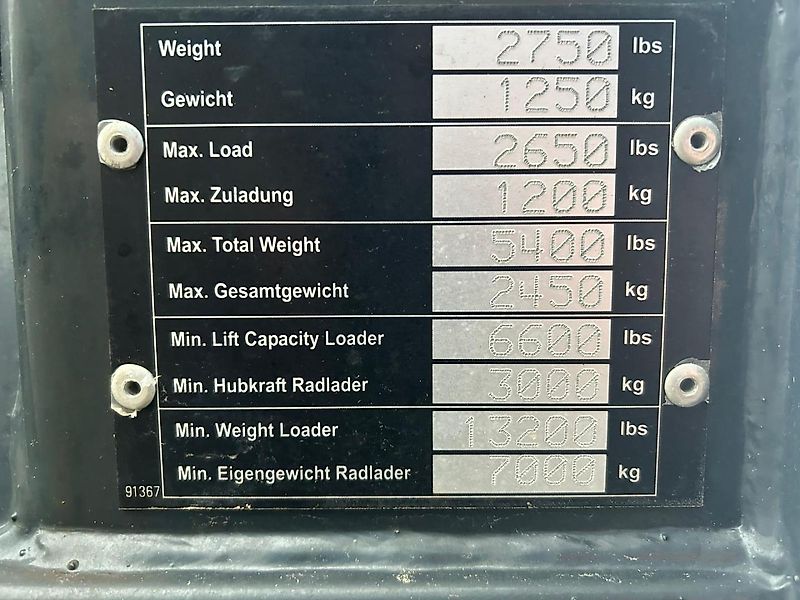 Weight 2750 lbs
Gewicht 1250 kg
Max. Load 2650 lbs
Max. Zuladung 1200 kg
Max. Total Weight 5400 lbs
Max. Gesamtgewicht 2450 kg
Min. Lift Capacity Loader 6600 lbs
Min. Hubkraft Radlader 3000 kg
Min. Weight Loader 13200 lbs
Min. Eigengewicht Radlader 7000 kg
91367